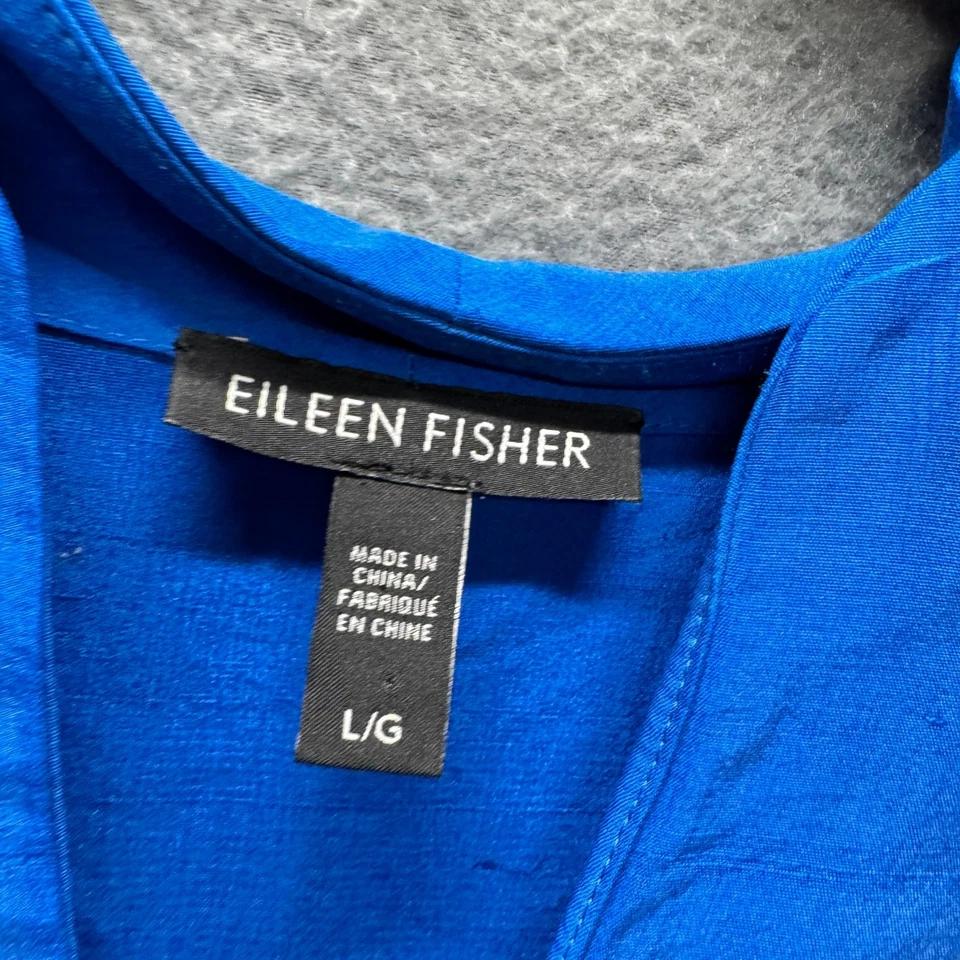 EILEEN FISHER
MADE IN
CHINA/
FABRIQUÉ
EN CHINE
L/G